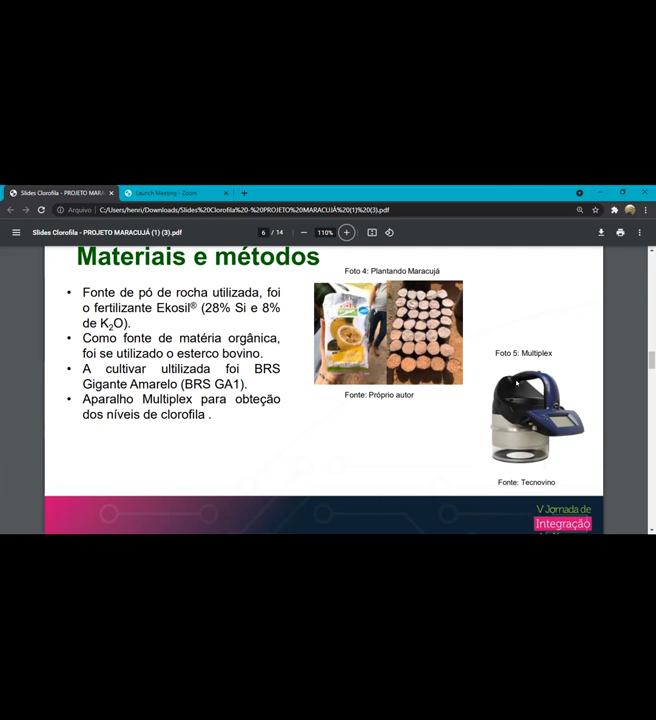 Slides Clorofila - PROJETO MARA
Launch Meeting - Zoom
Arquivo
C:/Users/henri/Downloads/Slides%20Clorofila%20-%20PROJETO%20MARACUJÁ%20(1)%20(3).pdf
Slides Clorofila - PROJETO MARACUJÁ (1) (3).pdf
6 / 14
110%
Materiais e métodos
• Fonte de pó de rocha utilizada, foi
o fertilizante Ekosil® (28% Si e 8%
de K₂O).
• Como fonte de matéria orgânica,
foi se utilizado o esterco bovino.
• A cultivar ultilizada foi BRS
Gigante Amarelo (BRS GA1).
• Aparalho Multiplex para obteção
dos níveis de clorofila .
Foto 4: Plantando Maracujá
Fonte: Próprio autor
Foto 5: Multiplex
Fonte: Tecnovino
V Jornada de
Integração